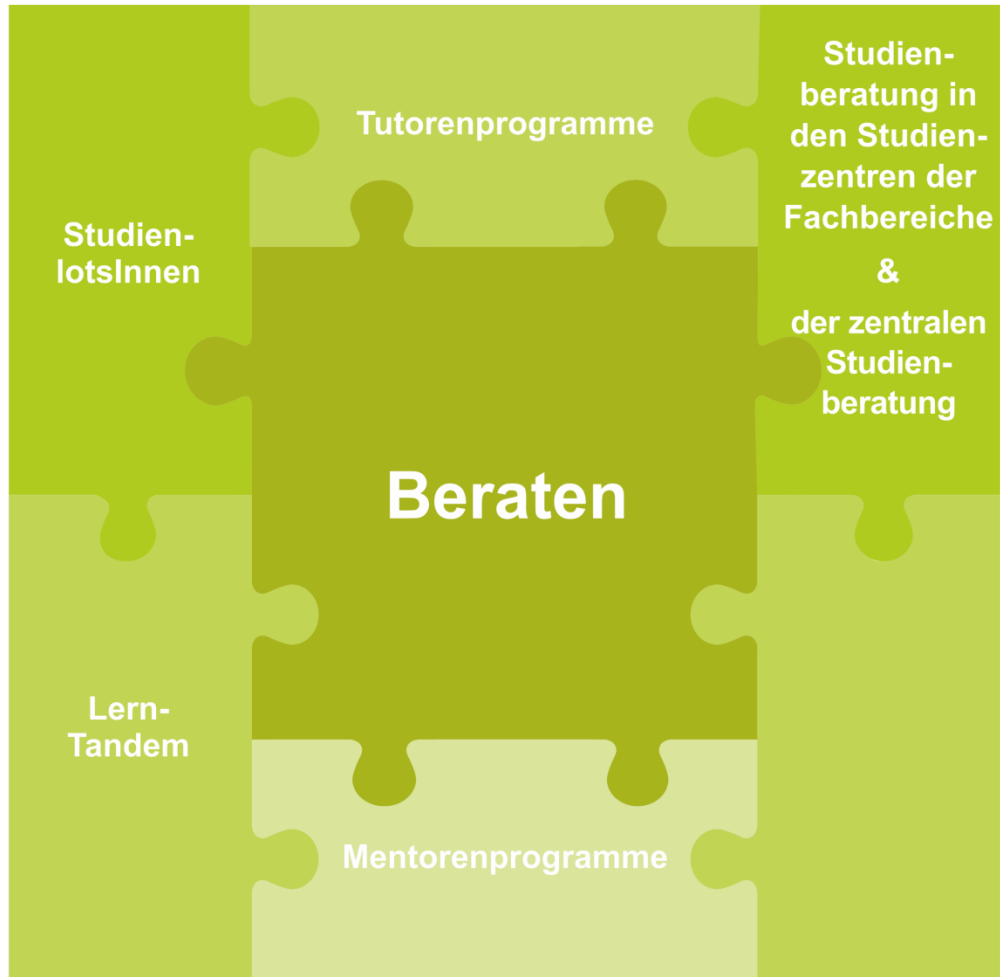 Tutorenprogramme
Studien-
beratung in
den Studien-
zentren der
Fachbereiche
&
der zentralen
Studien-
beratung
Studien-
lotsInnen
Beraten
Lern-
Tandem
Mentorenprogramme